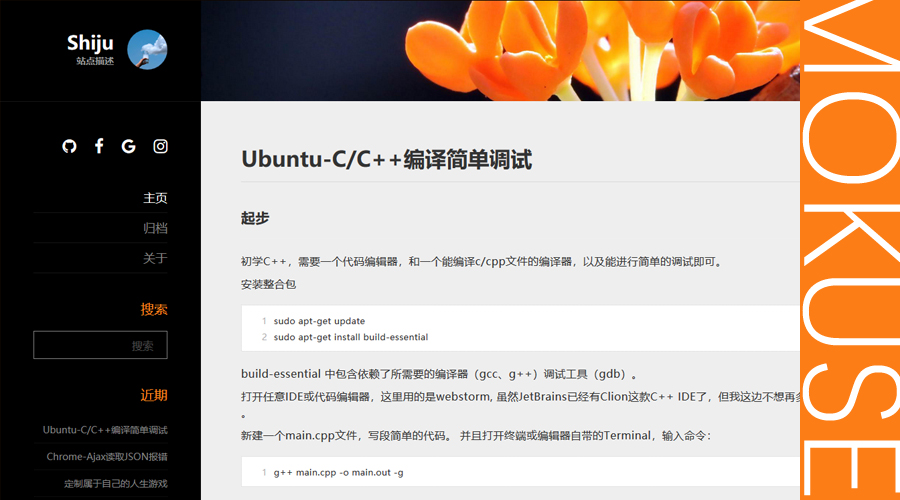 Shiju
站点描述
主页
归档
关于
搜索
搜索
近期
Ubuntu-C/C++编译简单调试
Chrome-Ajax读取JSON报错
定制属于自己的人生游戏
Ubuntu-C/C++编译简单调试
起步
初学C++，需要一个代码编辑器，和一个能编译c/cpp文件的编译器，以及能进行简单的调试即可。
安装整合包
1 sudo apt-get update
2 sudo apt-get install build-essential
build-essential 中包含依赖了所需要的编译器（gcc、g++）调试工具（gdb）。
打开任意IDE或代码编辑器，这里用的是webstorm, 虽然JetBrains已经有Clion这款C++ IDE了，但我这边不想再
。
新建一个main.cpp文件，写段简单的代码。 并且打开终端或编辑器自带的Terminal，输入命令：
1 g++ main.cpp -o main.out -g
MOKUSE